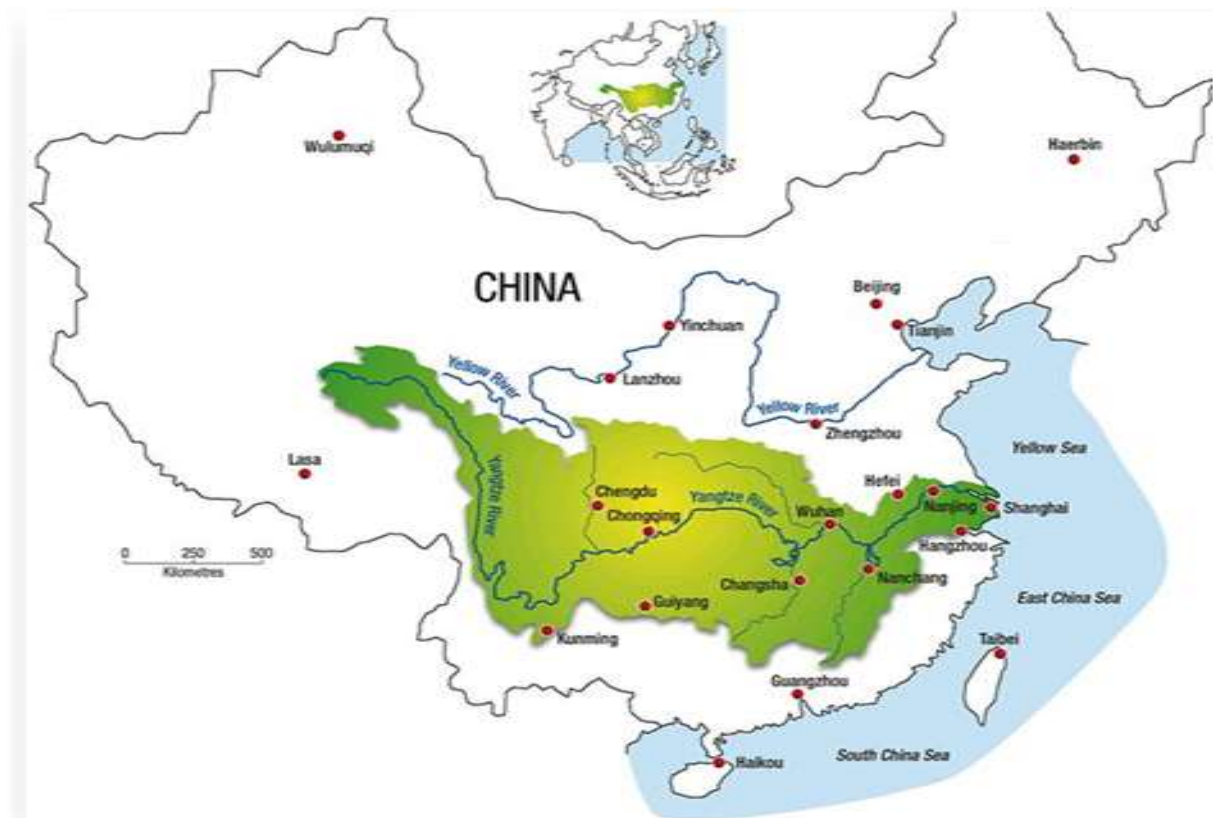 Wulumuqi
Haerbin
CHINA
Beijing
Yinchuan
Tianjin
Yellow River
Lanzhou
Yellow River
Zhengzhou
Yellow Sea
Lasa
Yangtze River
Chengdu
Hefei
Yangtze River
Chongqing
Wuhan
Nanjing
Shanghai
Hangzhou
0 250 500
Kilometres
Changsha
Nanchang
East China Sea
Guiyang
Kunming
Taibei
Guangzhou
South China Sea
Haikou